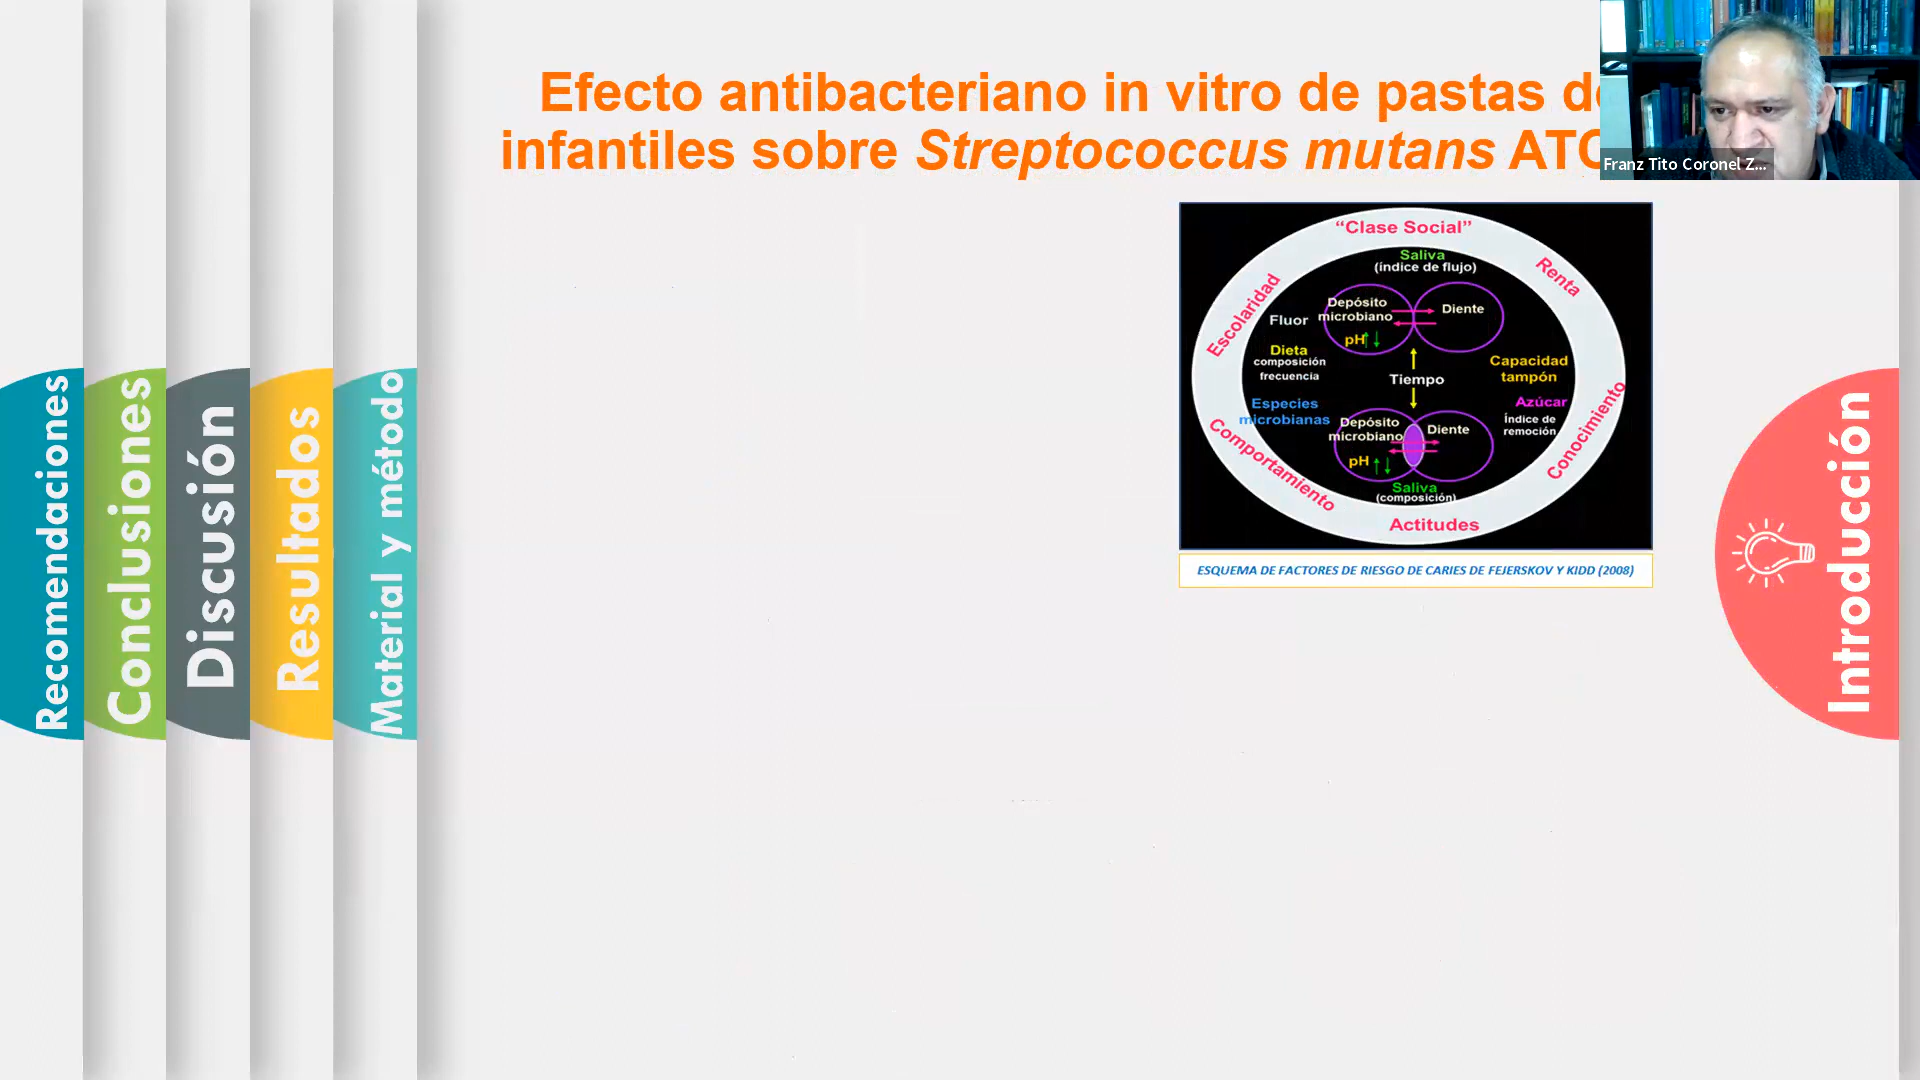 Efecto antibacteriano in vitro de pastas
infantiles sobre Streptococcus mutans
Franz Tito Coronel Z...
“Clase Social”
Renta
Conocimiento
Actitudes
Comportamiento
Escolaridad
Saliva
(índice de flujo)
Depósito
microbiano
Diente
pH
Fluor
Dieta
composición
frecuencia
Especies
microbianas
Tiempo
Capacidad
tampón
Azúcar
Índice de
remoción
Depósito
microbiano
Diente
pH
Saliva
(composición)
ESQUEMA DE FACTORES DE RIESGO DE CARIES DE FEJERSKOV Y KIDD (2008)
Recomendaciones
Conclusiones
Discusión
Resultados
Material y método
Introducción